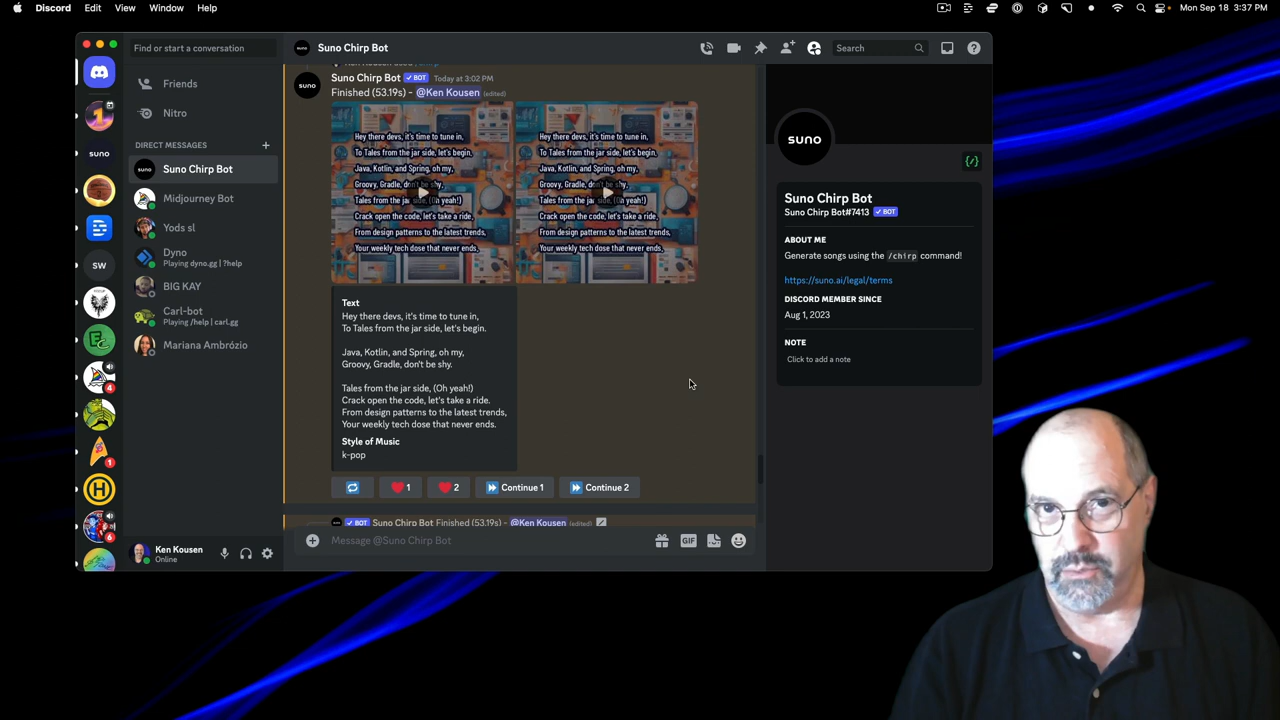 Discord Edit View Window Help
Mon Sep 18 3:37 PM
Find or start a conversation
Friends
Nitro
DIRECT MESSAGES
suno Suno Chirp Bot
Midjourney Bot
Yods sl
Dyno
Playing dyno.gg | ?help
BIG KAY
Carl-bot
Playing /help | carl.gg
Mariana Ambrózio
suno
SW
4
1
6
Ken Kousen
Online
suno Suno Chirp Bot
Search
suno
Suno Chirp Bot BOT Today at 3:02 PM
Finished (53.19s) - @Ken Kousen (edited)
Hey there devs, it's time to tune in,
To Tales from the jar side, let's begin,
Java, Kotlin, and Spring, oh my,
Groovy, Gradle, don't be shy,
Tales from the jar side, (Oh yeah!)
Crack open the code, let's take a ride,
From design patterns to the latest trends,
Your weekly tech dose that never ends,
Hey there devs, it's time to tune in,
To Tales from the jar side, let's begin,
Java, Kotlin, and Spring, oh my,
Groovy, Gradle, don't be shy,
Tales from the jar side, (Oh yeah!)
Crack open the code, let's take a ride,
From design patterns to the latest trends,
Your weekly tech dose that never ends,
Text
Hey there devs, it's time to tune in,
To Tales from the jar side, let's begin.
Java, Kotlin, and Spring, oh my,
Groovy, Gradle, don't be shy.
Tales from the jar side, (Oh yeah!)
Crack open the code, let's take a ride.
From design patterns to the latest trends,
Your weekly tech dose that never ends.
Style of Music
k-pop
1
2
Continue 1
Continue 2
BOT Suno Chirp Bot Finished (53.19s) - @Ken Kousen (edited)
Message @Suno Chirp Bot
GIF
suno
Suno Chirp Bot
Suno Chirp Bot#7413 BOT
ABOUT ME
Generate songs using the /chirp command!
https://suno.ai/legal/terms
DISCORD MEMBER SINCE
Aug 1, 2023
NOTE
Click to add a note